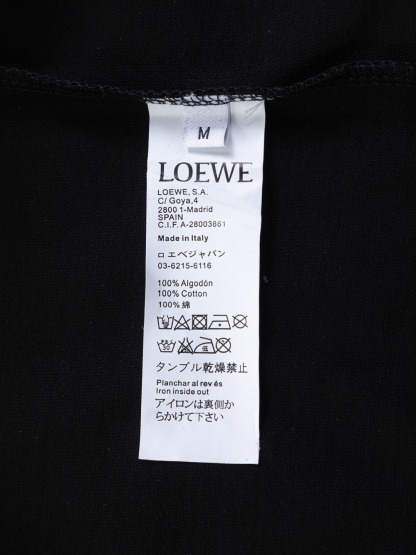 M
LOEWE
LOEWE, S.A.
C/ Goya,4
2800 1-Madrid
SPAIN
C.I.F. A-28003861
Made in Italy
ロエベジャパン
03-6215-6116
100% Algodón
100% Cotton
100% 綿
タンブル乾燥禁止
Planchar al rev és
Iron inside out
アイロンは裏側か
らかけて下さい